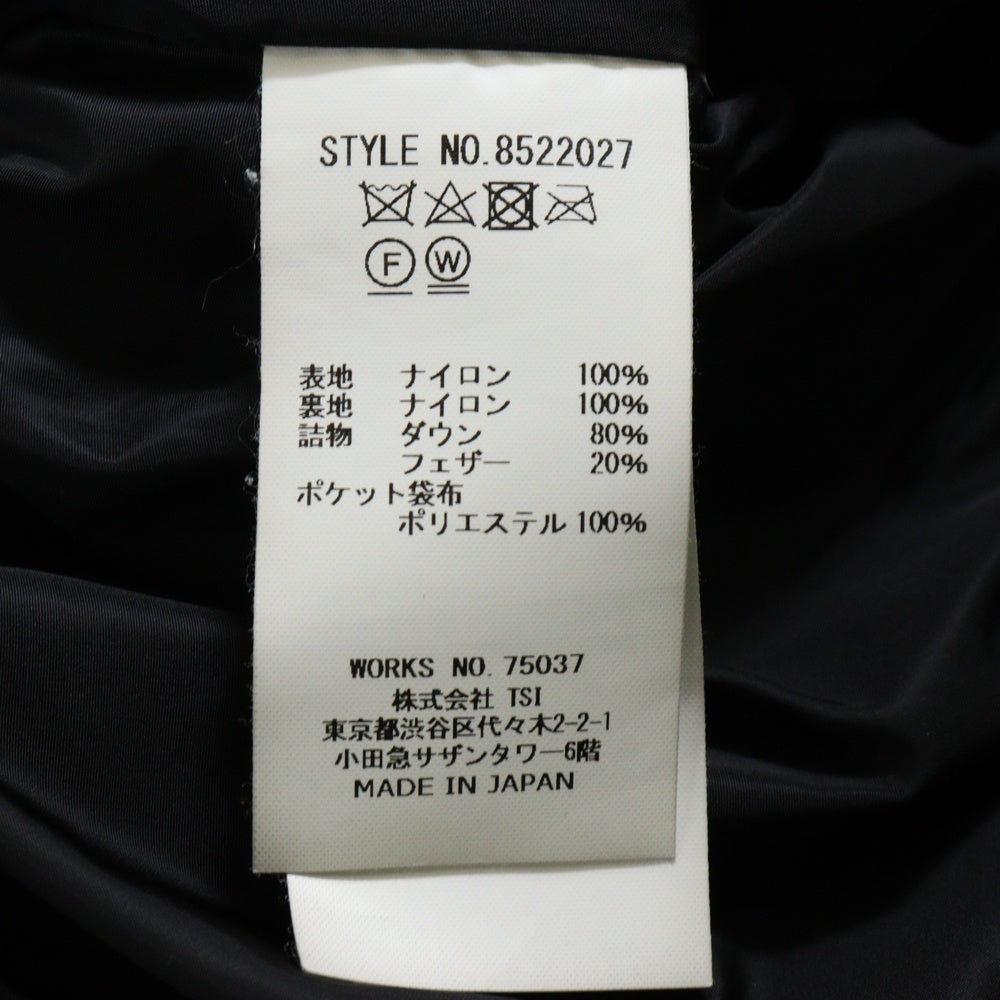 STYLE NO.8522027
F W
表地 ナイロン 100%
裏地 ナイロン 100%
詰物 ダウン 80%
フェザー 20%
ポケット袋布
ポリエステル 100%
WORKS NO. 75037
株式会社 TSI
東京都渋谷区代々木2-2-1
小田急サザンタワー6階
MADE IN JAPAN